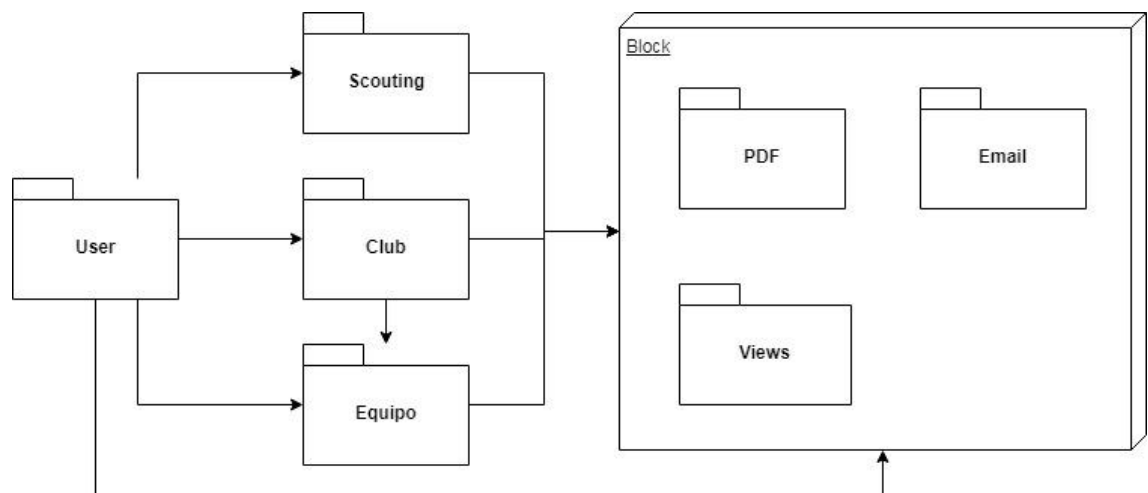 Scouting
Block
PDF
Email
User
Club
Views
Equipo